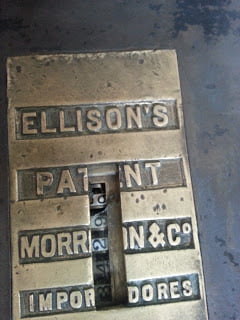 ELLISON'S
PAT NT
MORR ON & Cº
IMPOR DORES